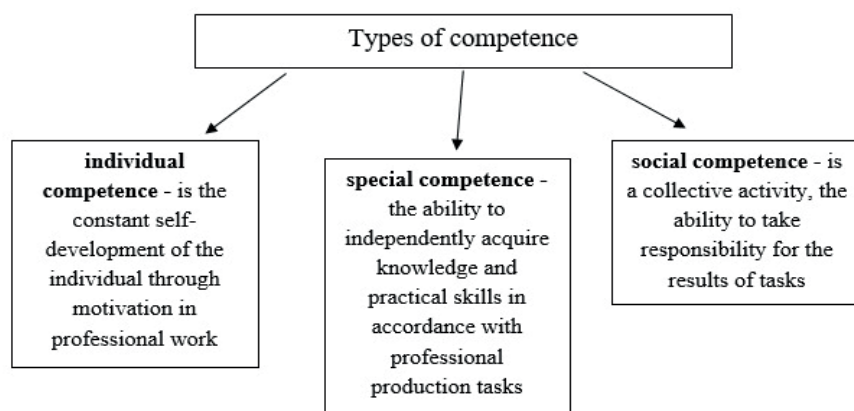 Types of competence
individual
competence - is the
constant self-
development of the
individual through
motivation in
professional work
special competence -
the ability to
independently acquire
knowledge and
practical skills in
accordance with
professional
production tasks
social competence - is
a collective activity, the
ability to take
responsibility for the
results of tasks